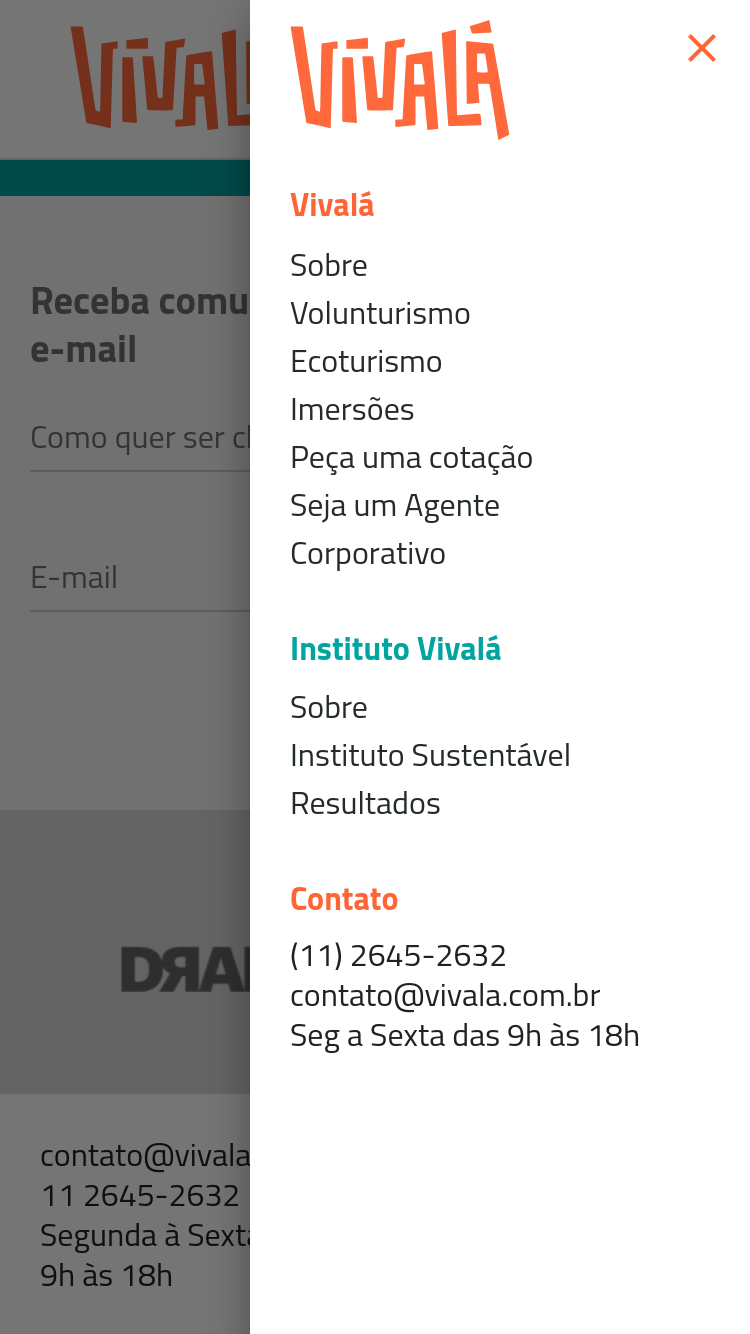 VIVALÁ
Vivalá
Sobre
Volunturismo
Ecoturismo
Imersões
Peça uma cotação
Seja um Agente
Corporativo
Instituto Vivalá
Sobre
Instituto Sustentável
Resultados
Contato
(11) 2645-2632
contato@vivala.com.br
Seg a Sexta das 9h às 18h
VIVAL
Receba comu
e-mail
Como quer ser cl
E-mail
DRA
contato@vivala
11 2645-2632
Segunda à Sexta
9h às 18h